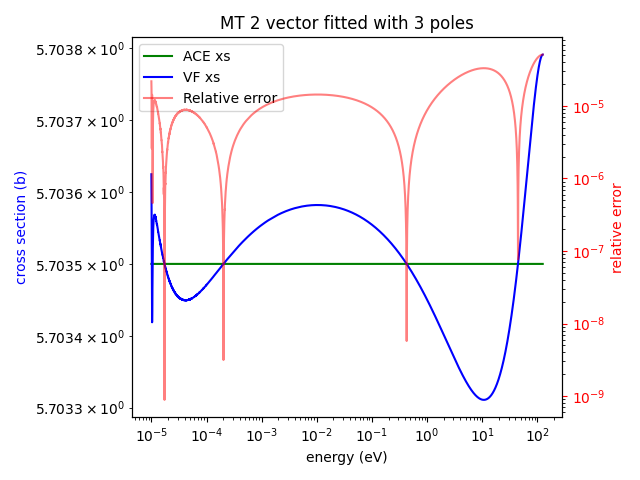 MT 2 vector fitted with 3 poles
ACE xs
VF xs
Relative error
cross section (b)
5.7038 × 10⁰
5.7037 × 10⁰
5.7036 × 10⁰
5.7035 × 10⁰
5.7034 × 10⁰
5.7033 × 10⁰
10⁻⁵
10⁻⁶
10⁻⁷
10⁻⁸
10⁻⁹
relative error
10⁻⁵ 10⁻⁴ 10⁻³ 10⁻² 10⁻¹ 10⁰ 10¹ 10²
energy (eV)